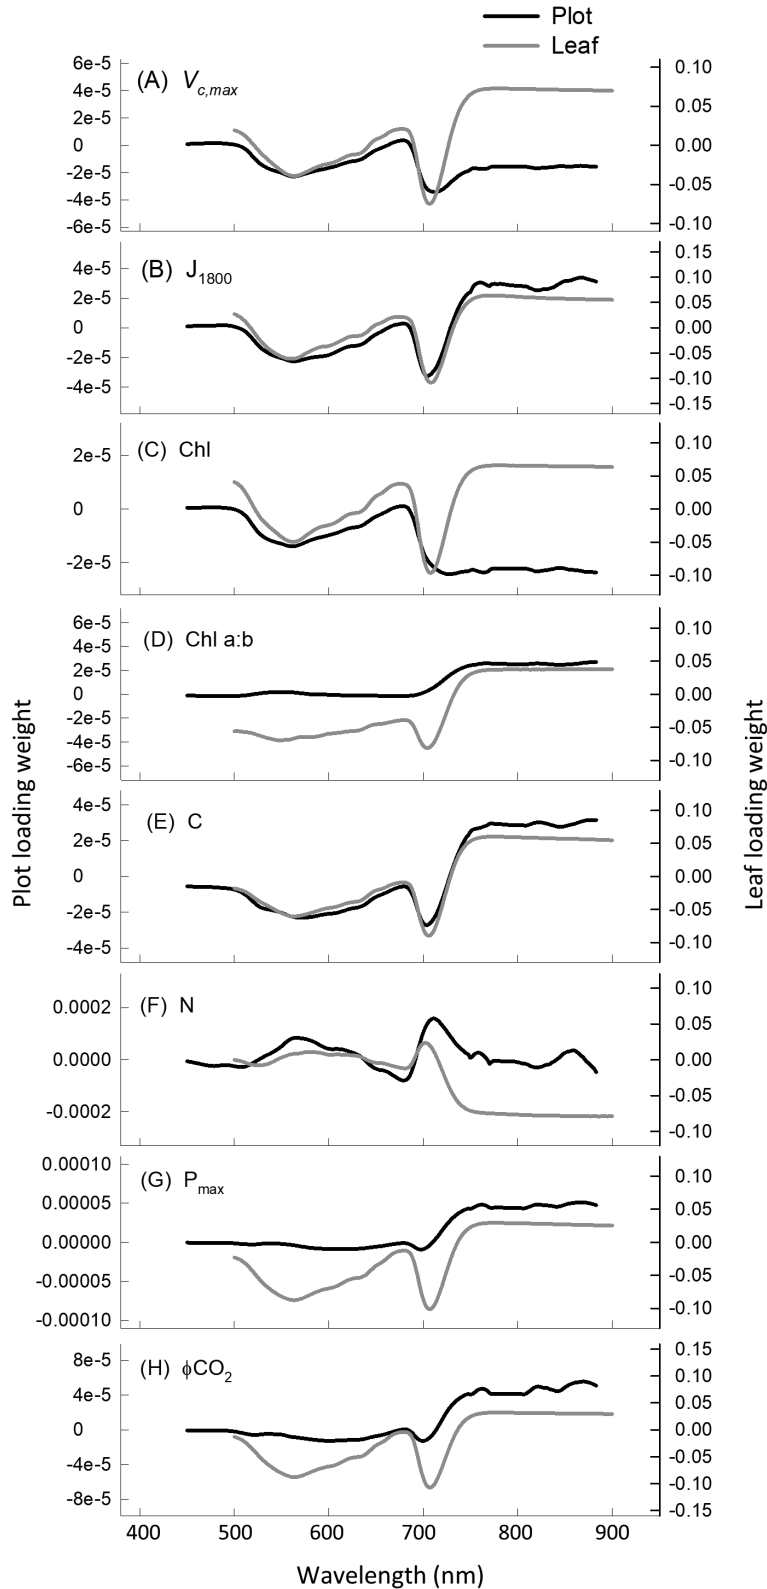 Plot
Leaf
(A) Vc,max
6e-5
4e-5
2e-5
0
-2e-5
-4e-5
-6e-5
0.10
0.05
0.00
-0.05
-0.10
(B) J1800
4e-5
2e-5
0
-2e-5
-4e-5
0.15
0.10
0.05
0.00
-0.05
-0.10
-0.15
(C) Chl
2e-5
0
-2e-5
0.10
0.05
0.00
-0.05
-0.10
(D) Chl a:b
6e-5
4e-5
2e-5
0
-2e-5
-4e-5
-6e-5
0.10
0.05
0.00
-0.05
-0.10
(E) C
4e-5
2e-5
0
-2e-5
-4e-5
0.10
0.05
0.00
-0.05
-0.10
(F) N
0.0002
0.0000
-0.0002
0.10
0.05
0.00
-0.05
-0.10
(G) Pmax
0.00010
0.00005
0.00000
-0.00005
-0.00010
0.10
0.05
0.00
-0.05
-0.10
(H) ϕCO2
8e-5
4e-5
0
-4e-5
-8e-5
0.15
0.10
0.05
0.00
-0.05
-0.10
-0.15
400 500 600 700 800 900
Wavelength (nm)
Plot loading weight
Leaf loading weight